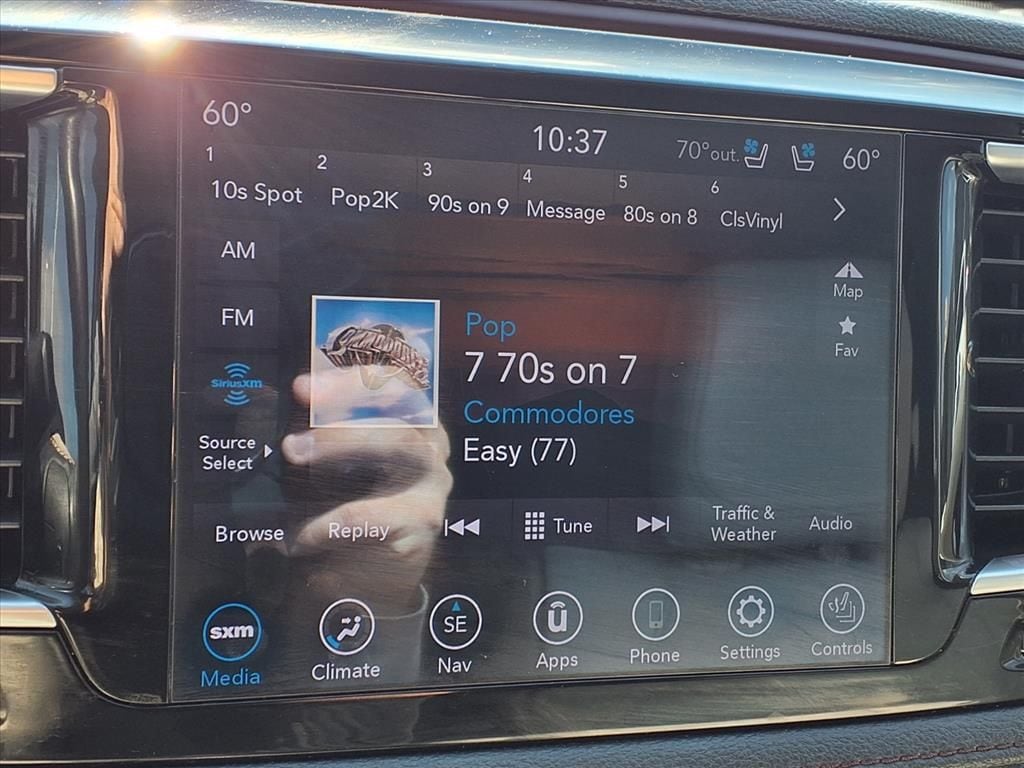 60°
10:37
70°out.
60°
1
2
3
4
5
6
10s Spot
Pop2K
90s on 9
Message
80s on 8
ClsVinyl
AM
FM
SiriusXM
Source
Select
Map
Fav
Pop
7 70s on 7
Commodores
Easy (77)
Browse
Replay
Tune
Traffic &
Weather
Audio
sxm
Media
Climate
SE
Nav
u
Apps
Phone
Settings
Controls